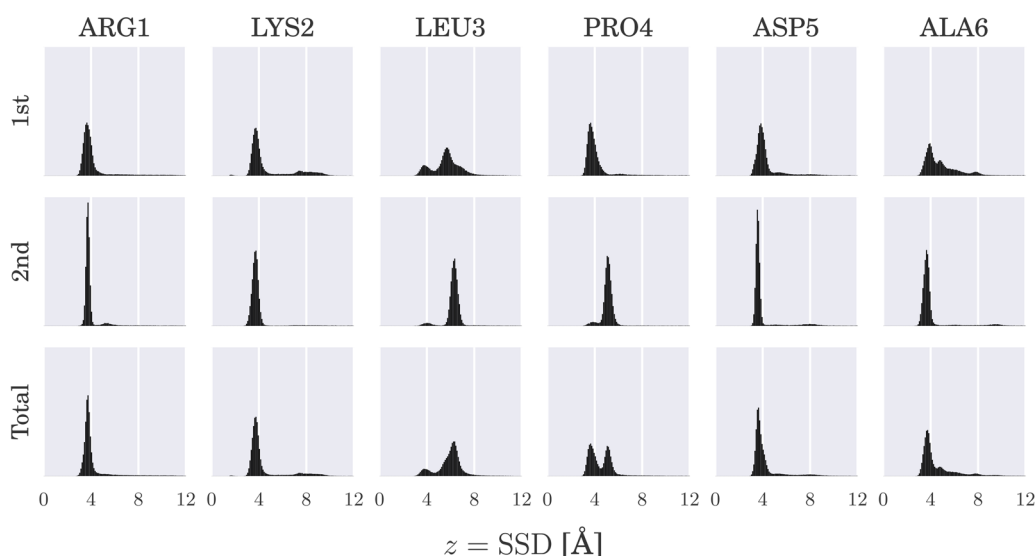 ARG1 LYS2 LEU3 PRO4 ASP5 ALA6
1st
2nd
Total
0 4 8 12 0 4 8 12 0 4 8 12 0 4 8 12 0 4 8 12 0 4 8 12
z = SSD [Å]